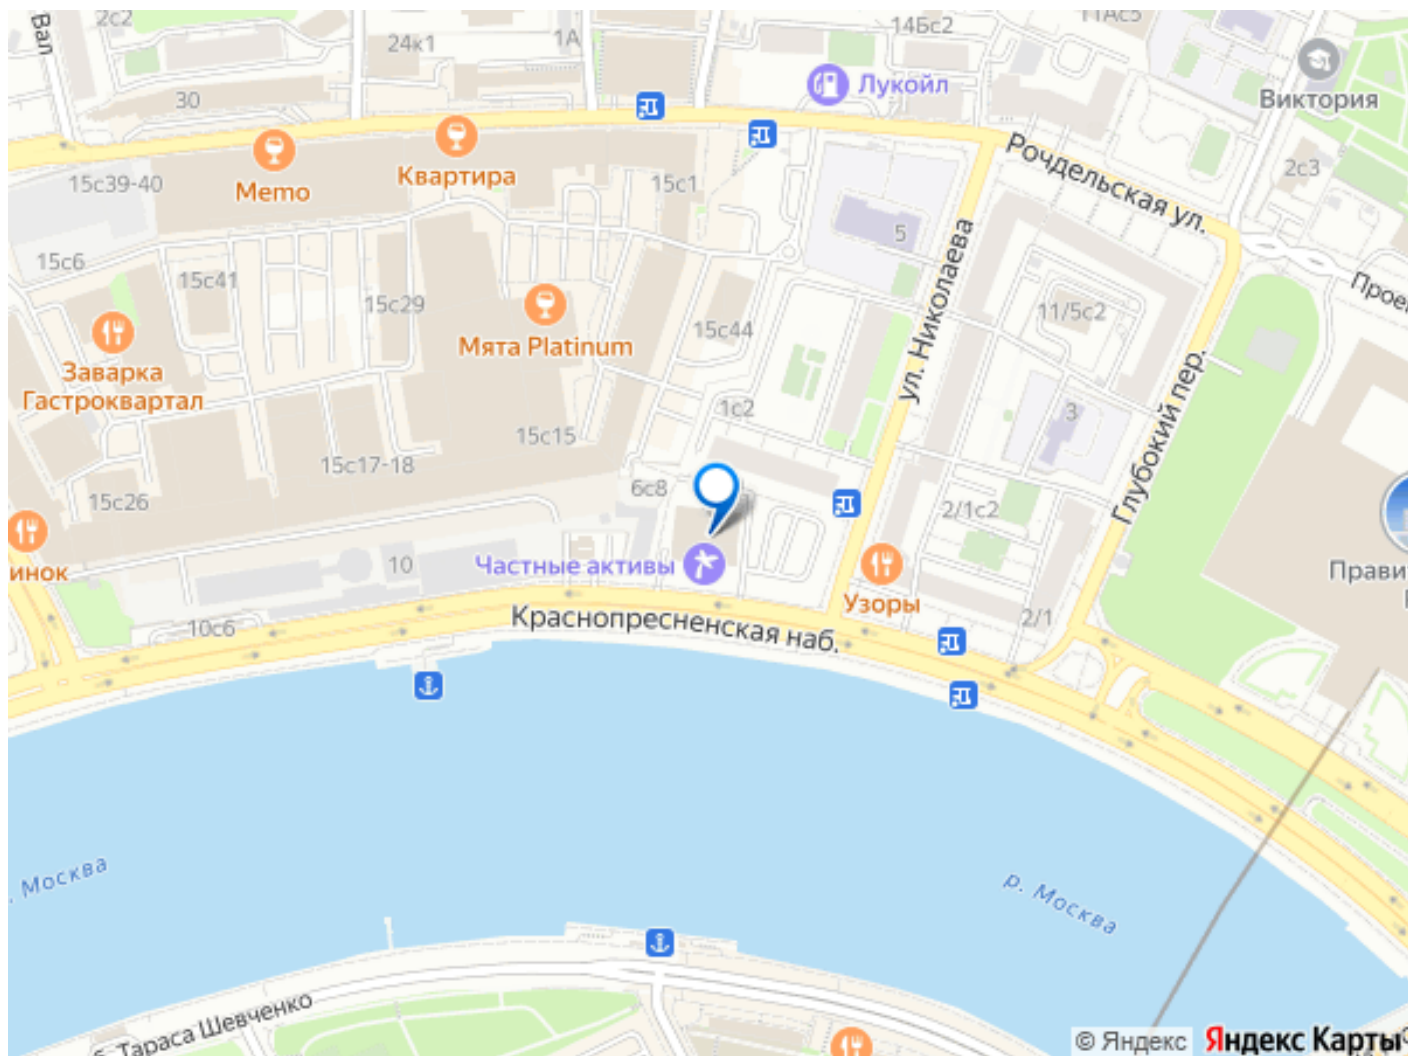 2с2
Вал
24к1
1А
14Бс2
11Ас5
Лукойл
Виктория
30
Memo
Квартира
15с39-40
15с1
Рочдельская ул.
2с3
5
ул. Николаева
15с6
15с41
15с29
Мята Platinum
15с44
11/5с2
Прое
Заварка
Гастроквартал
1с2
3
Глубокий пер.
15с15
15с17-18
15с26
6с8
2/1с2
инок
10
Частные активы
Узоры
Прави
10с6
Краснопресненская наб.
2/1
. Москва
р. Москва
б. Тараса Шевченко
© Яндекс
Яндекс Карты